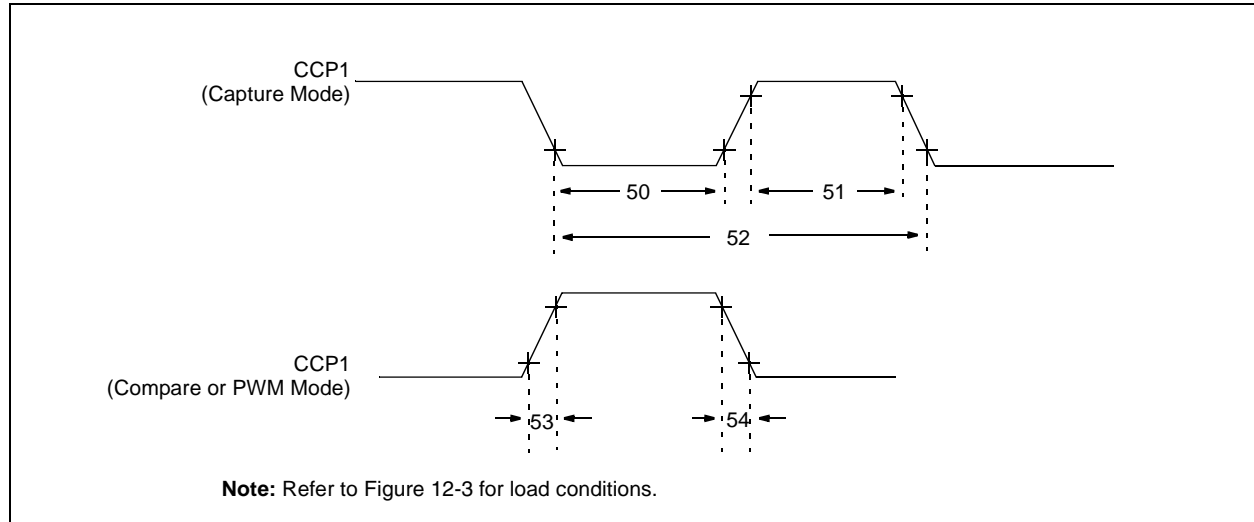 CCP1
(Capture Mode)
50
51
52
CCP1
(Compare or PWM Mode)
53
54
Note: Refer to Figure 12-3 for load conditions.